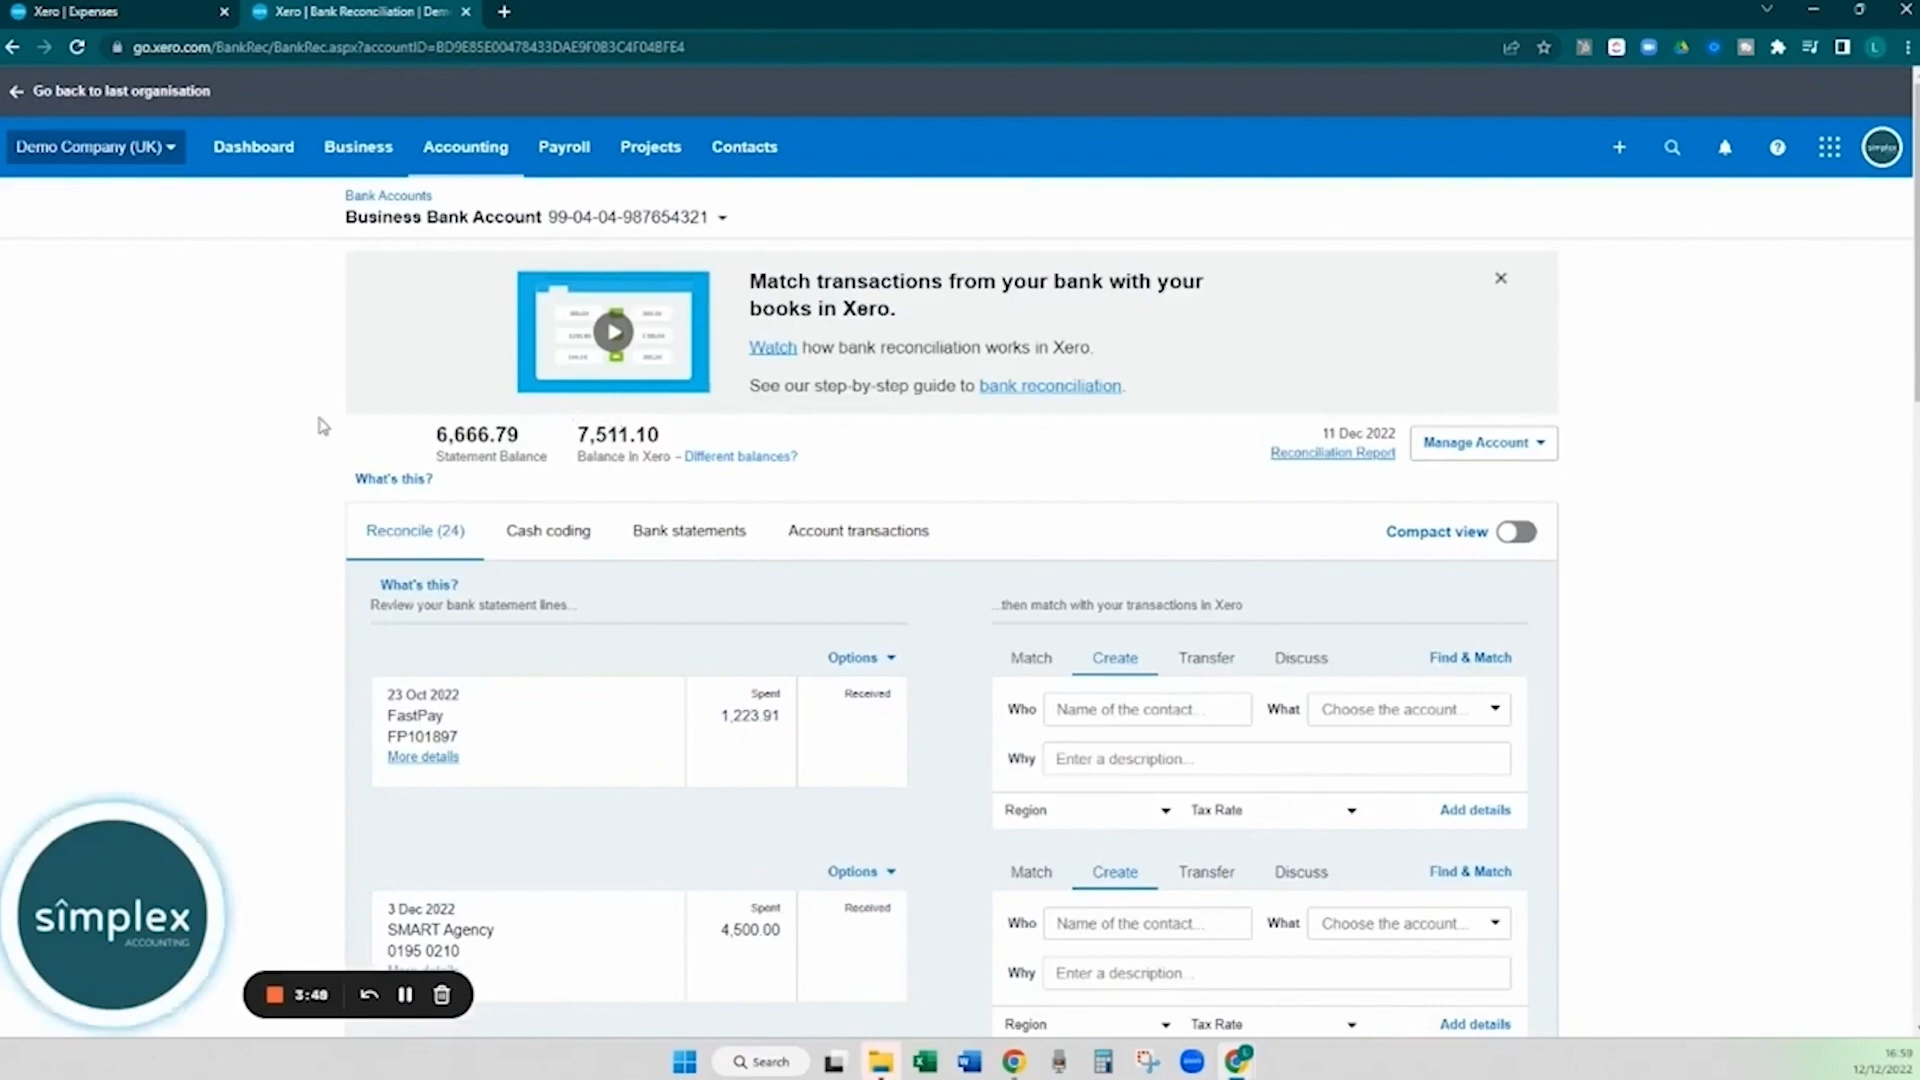 Xero | Expenses
Xero | Bank Reconciliation | Dem
go.xero.com/BankRec/BankRec.aspx?accountID=BD9E85E00478433DAE9F0B3C4F04BFE4
L
Go back to last organisation
Demo Company (UK)
Dashboard
Business
Accounting
Payroll
Projects
Contacts
simplex
Bank Accounts
Business Bank Account 99-04-04-987654321
Match transactions from your bank with your
books in Xero.
Watch how bank reconciliation works in Xero.
See our step-by-step guide to bank reconciliation.
6,666.79
Statement Balance
7,511.10
Balance in Xero – Different balances?
11 Dec 2022
Reconciliation Report
Manage Account
What's this?
Reconcile (24)
Cash coding
Bank statements
Account transactions
Compact view
What's this?
Review your bank statement lines...
...then match with your transactions in Xero
Options
Match
Create
Transfer
Discuss
Find & Match
23 Oct 2022
FastPay
FP101897
More details
Spent
1,223.91
Received
Who
Name of the contact...
What
Choose the account...
Why
Enter a description...
Region
Tax Rate
Add details
Options
Match
Create
Transfer
Discuss
Find & Match
3 Dec 2022
SMART Agency
0195 0210
More details
Spent
4,500.00
Received
Who
Name of the contact...
What
Choose the account...
Why
Enter a description...
Region
Tax Rate
Add details
sîmplex
ACCOUNTING
3:48
Search
16:59
12/12/2022